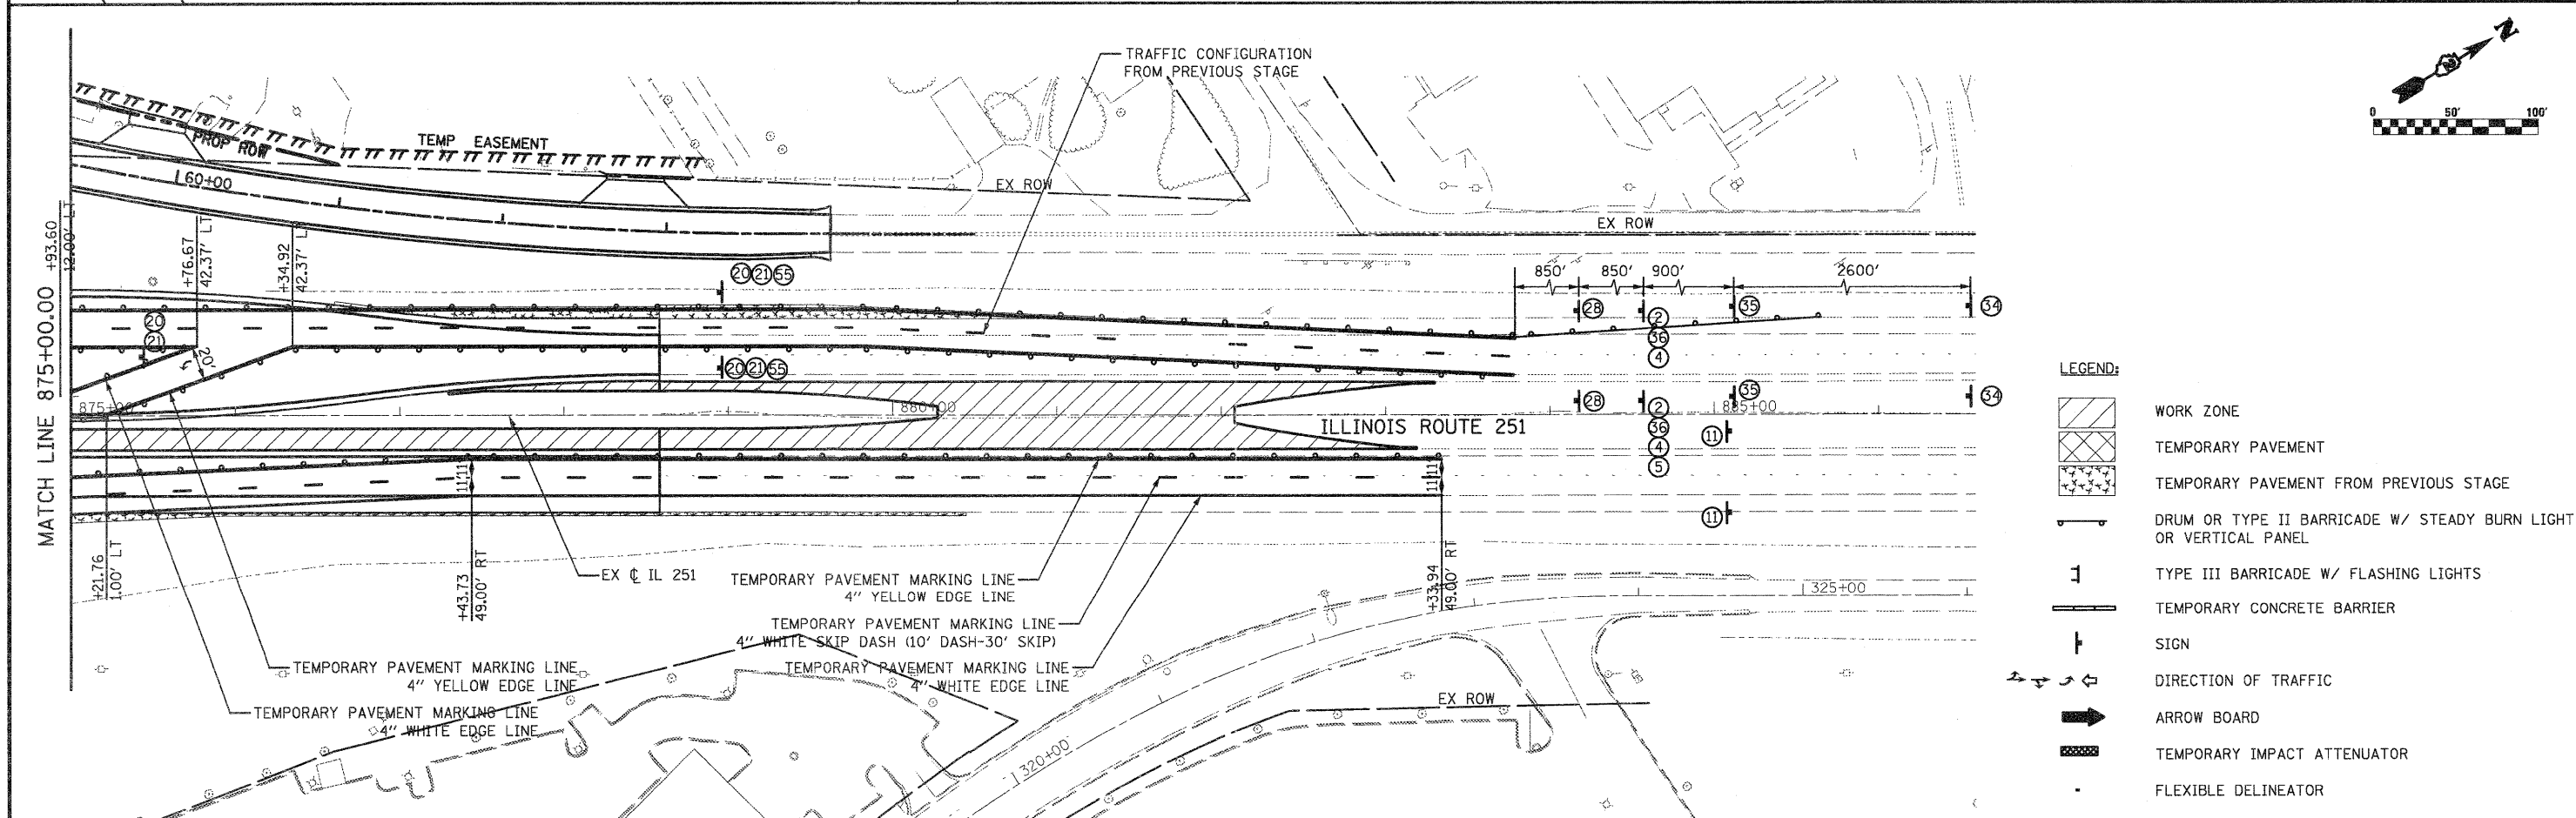 TRAFFIC CONFIGURATION
FROM PREVIOUS STAGE
N
0 50' 100'
PROP ROW
TEMP EASEMENT
L60+00
EX ROW
EX ROW
MATCH LINE 875+00.00
+93.60
12.00' LT
+76.67
42.37' LT
+34.92
42.37' LT
20 21 55
20
21
20'
20 21 55
850' 850' 900' 2600'
28
2
36
4
35
34
28
2
36
4
5
35
34
11
11
875+00
880+00
885+00
ILLINOIS ROUTE 251
11 11
11 11
+21.76
1.00' LT
+43.73
49.00' RT
+33.94
49.00' RT
EX ℄ IL 251
TEMPORARY PAVEMENT MARKING LINE
4" YELLOW EDGE LINE
TEMPORARY PAVEMENT MARKING LINE
4" WHITE SKIP DASH (10' DASH-30' SKIP)
TEMPORARY PAVEMENT MARKING LINE
4" WHITE EDGE LINE
TEMPORARY PAVEMENT MARKING LINE
4" YELLOW EDGE LINE
TEMPORARY PAVEMENT MARKING LINE
4" WHITE EDGE LINE
325+00
320+00
EX ROW
LEGEND:
WORK ZONE
TEMPORARY PAVEMENT
TEMPORARY PAVEMENT FROM PREVIOUS STAGE
DRUM OR TYPE II BARRICADE W/ STEADY BURN LIGHT
OR VERTICAL PANEL
TYPE III BARRICADE W/ FLASHING LIGHTS
TEMPORARY CONCRETE BARRIER
SIGN
DIRECTION OF TRAFFIC
ARROW BOARD
TEMPORARY IMPACT ATTENUATOR
FLEXIBLE DELINEATOR